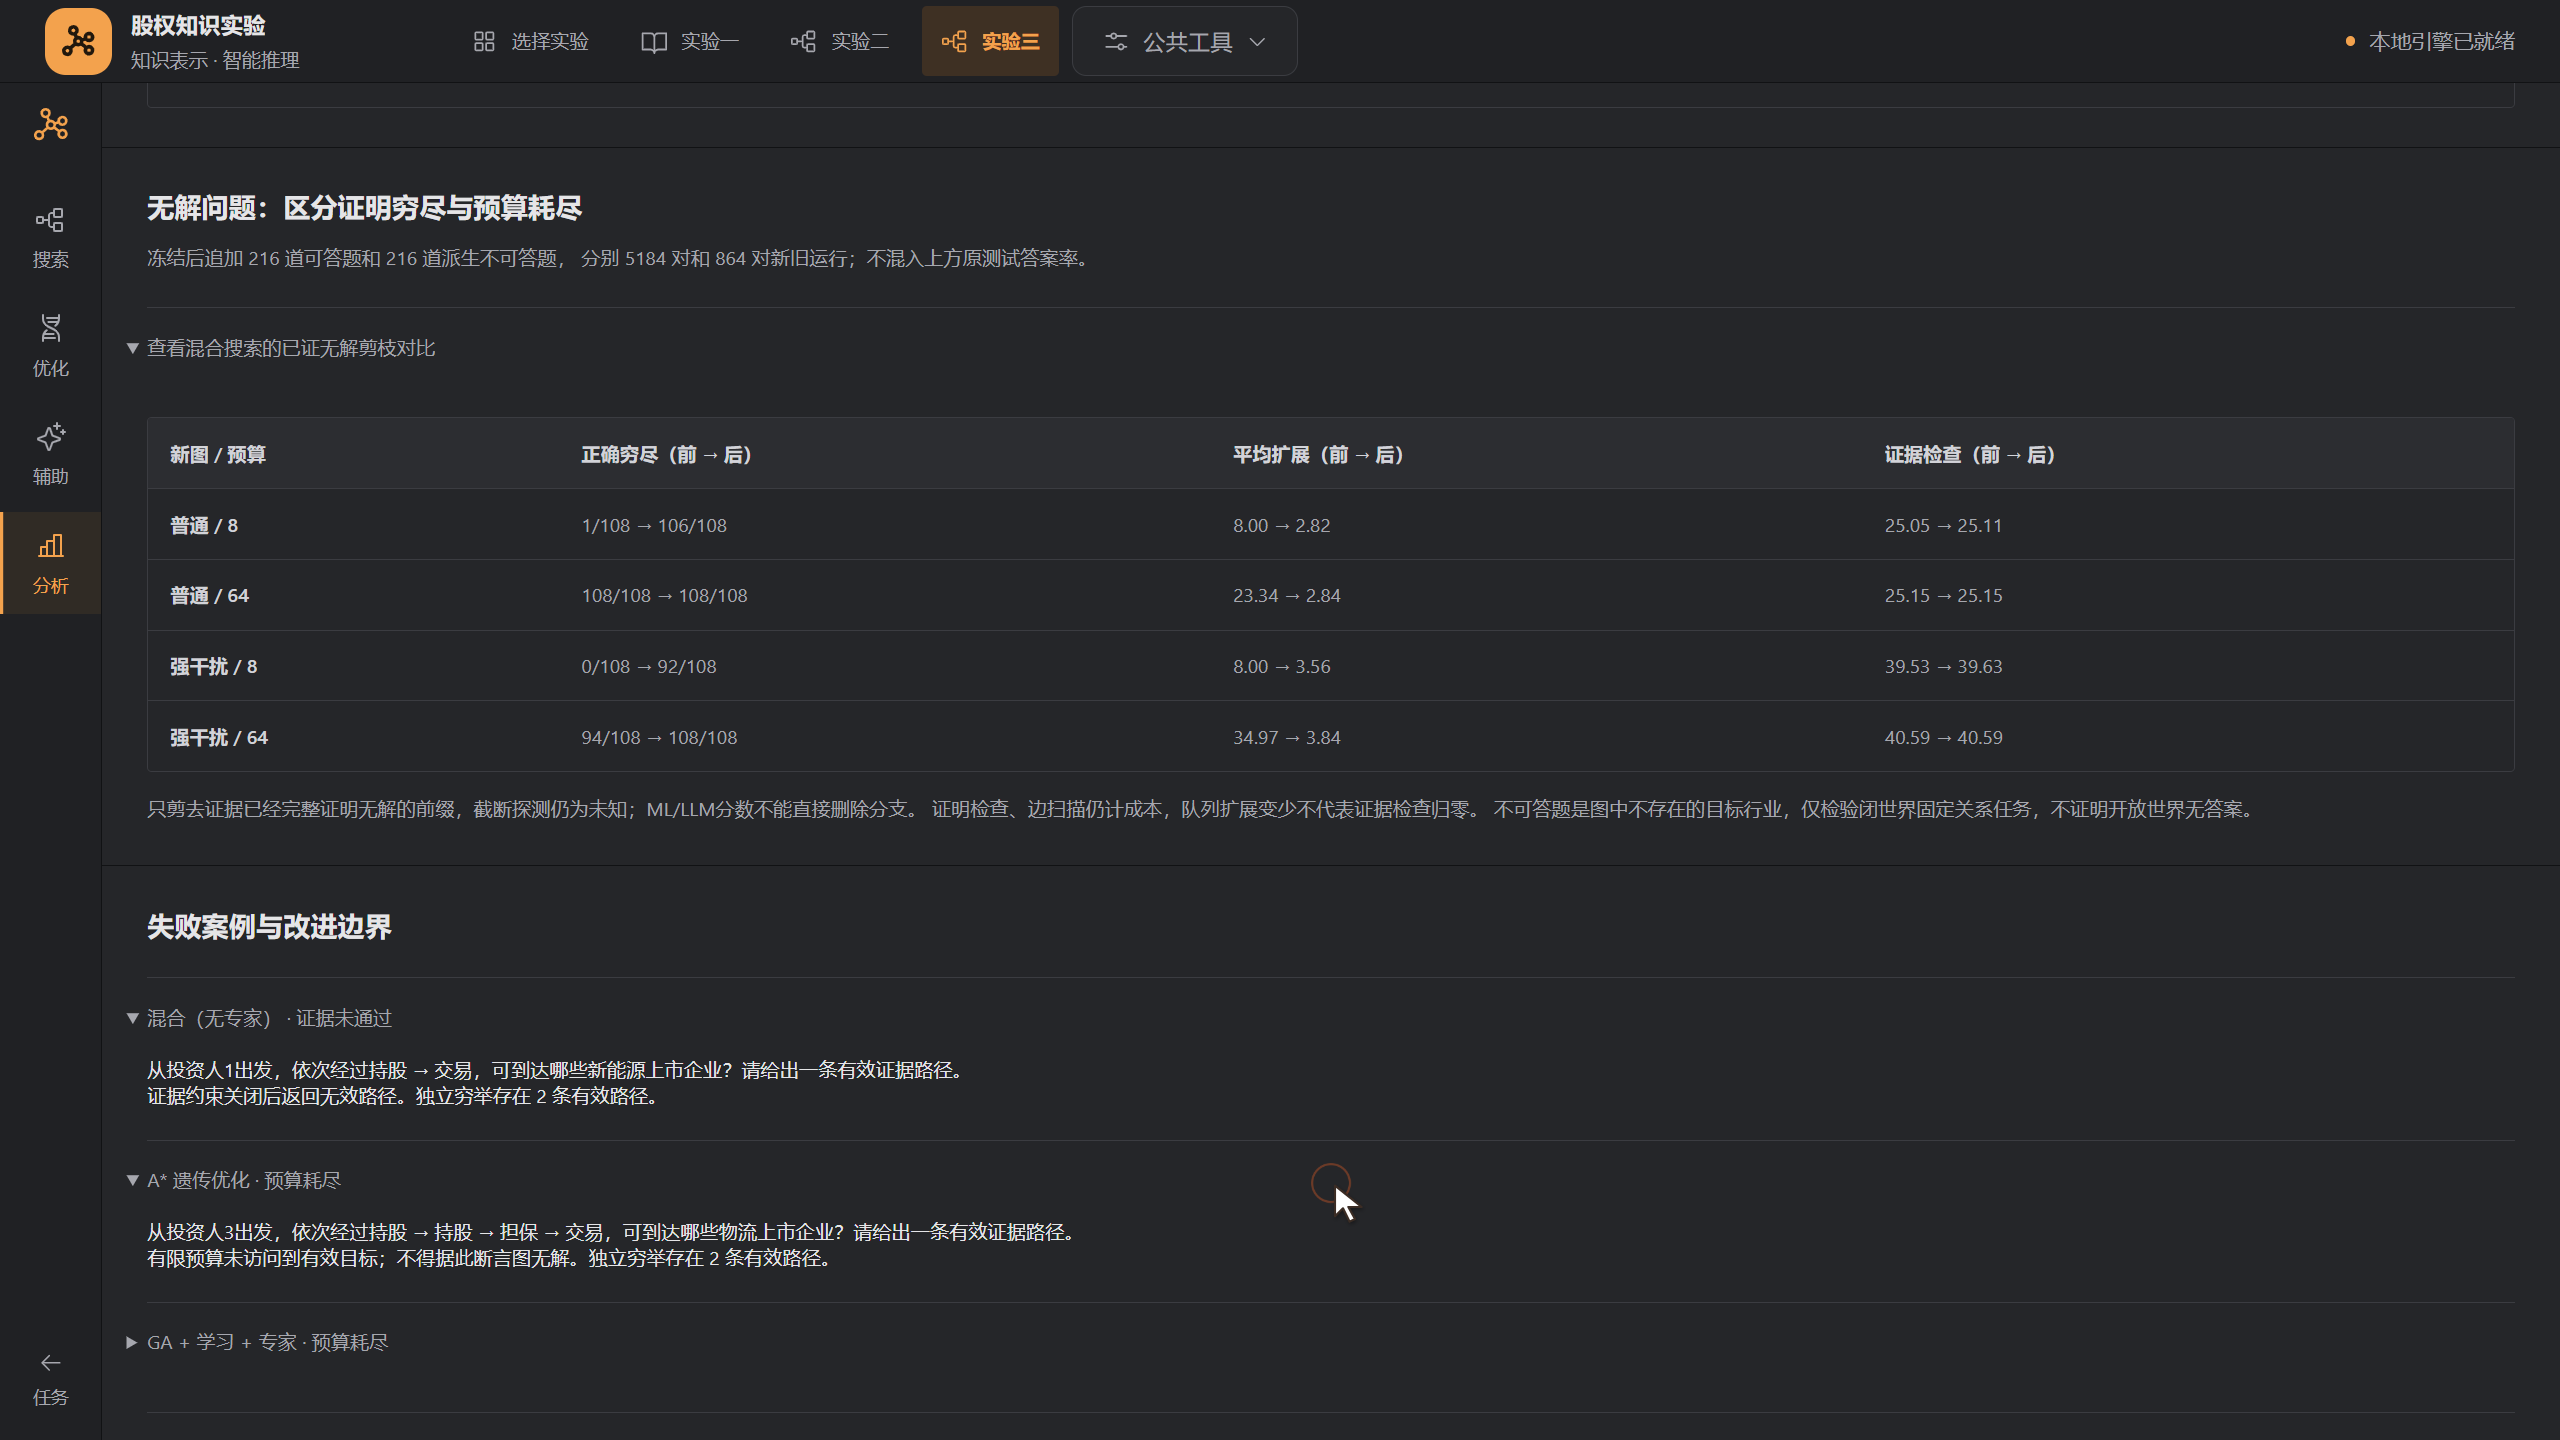 股权知识实验
知识表示 · 智能推理
选择实验
实验一
实验二
实验三
公共工具
本地引擎已就绪
搜索
优化
辅助
分析
任务
无解问题：区分证明穷尽与预算耗尽
冻结后追加 216 道可答题和 216 道派生不可答题， 分别 5184 对和 864 对新旧运行；不混入上方原测试答案率。
▼ 查看混合搜索的已证无解剪枝对比
新图 / 预算 正确穷尽（前 → 后） 平均扩展（前 → 后） 证据检查（前 → 后）
普通 / 8 1/108 → 106/108 8.00 → 2.82 25.05 → 25.11
普通 / 64 108/108 → 108/108 23.34 → 2.84 25.15 → 25.15
强干扰 / 8 0/108 → 92/108 8.00 → 3.56 39.53 → 39.63
强干扰 / 64 94/108 → 108/108 34.97 → 3.84 40.59 → 40.59
只剪去证据已经完整证明无解的前缀，截断探测仍为未知；ML/LLM分数不能直接删除分支。 证明检查、边扫描仍计成本，队列扩展变少不代表证据检查归零。 不可答题是图中不存在的目标行业，仅检验闭世界固定关系任务，不证明开放世界无答案。
失败案例与改进边界
▼ 混合（无专家） · 证据未通过
从投资人1出发，依次经过持股 → 交易，可到达哪些新能源上市企业？请给出一条有效证据路径。
证据约束关闭后返回无效路径。独立穷举存在 2 条有效路径。
▼ A* 遗传优化 · 预算耗尽
从投资人3出发，依次经过持股 → 持股 → 担保 → 交易，可到达哪些物流上市企业？请给出一条有效证据路径。
有限预算未访问到有效目标；不得据此断言图无解。独立穷举存在 2 条有效路径。
▶ GA + 学习 + 专家 · 预算耗尽